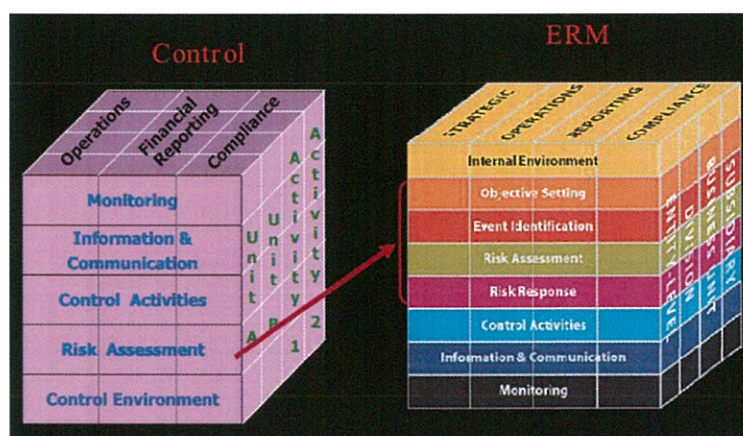 Control
ERM
Operations
Financial
Reporting
Compliance
Monitoring
Information &
Communication
Control Activities
Risk Assessment
Control Environment
Unit A
Unit B
Activity 1
Activity 2
STRATEGIC
OPERATIONS
REPORTING
COMPLIANCE
Internal Environment
Objective Setting
Event Identification
Risk Assessment
Risk Response
Control Activities
Information & Communication
Monitoring
ENTITY-LEVEL
DIVISION
BUSINESS UNIT
SUBSIDIARY